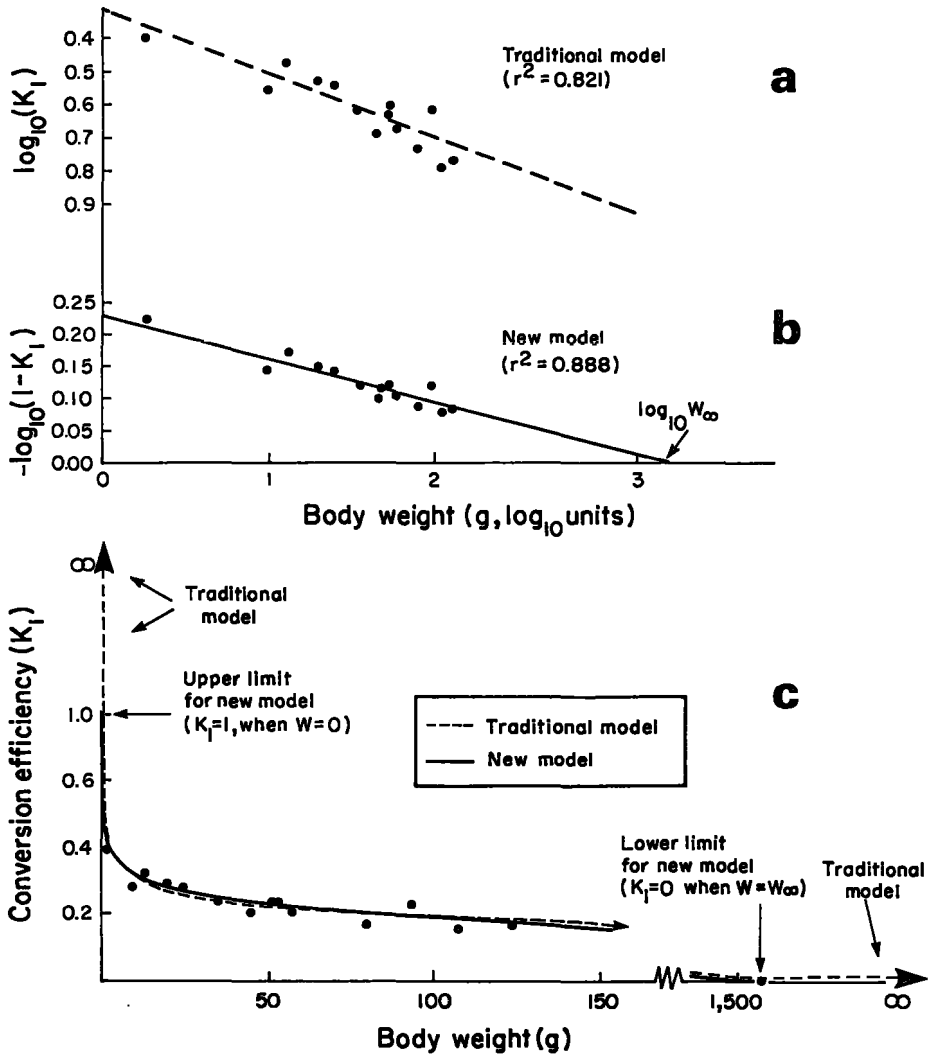 a
Traditional model
(r² = 0.821)
log₁₀(K₁)
0.4
0.5
0.6
0.7
0.8
0.9
b
New model
(r² = 0.888)
-log₁₀(1-K₁)
0.25
0.20
0.15
0.10
0.05
0.00
log₁₀ W∞
0 1 2 3
Body weight (g, log₁₀ units)
c
Conversion efficiency (K₁)
∞
1.0
0.6
0.4
0.2
Traditional
model
Upper limit
for new model
(K₁=1, when W=0)
Traditional model
New model
Lower limit
for new model
(K₁=0 when W=W∞)
Traditional
model
50 100 150 1,500 ∞
Body weight (g)